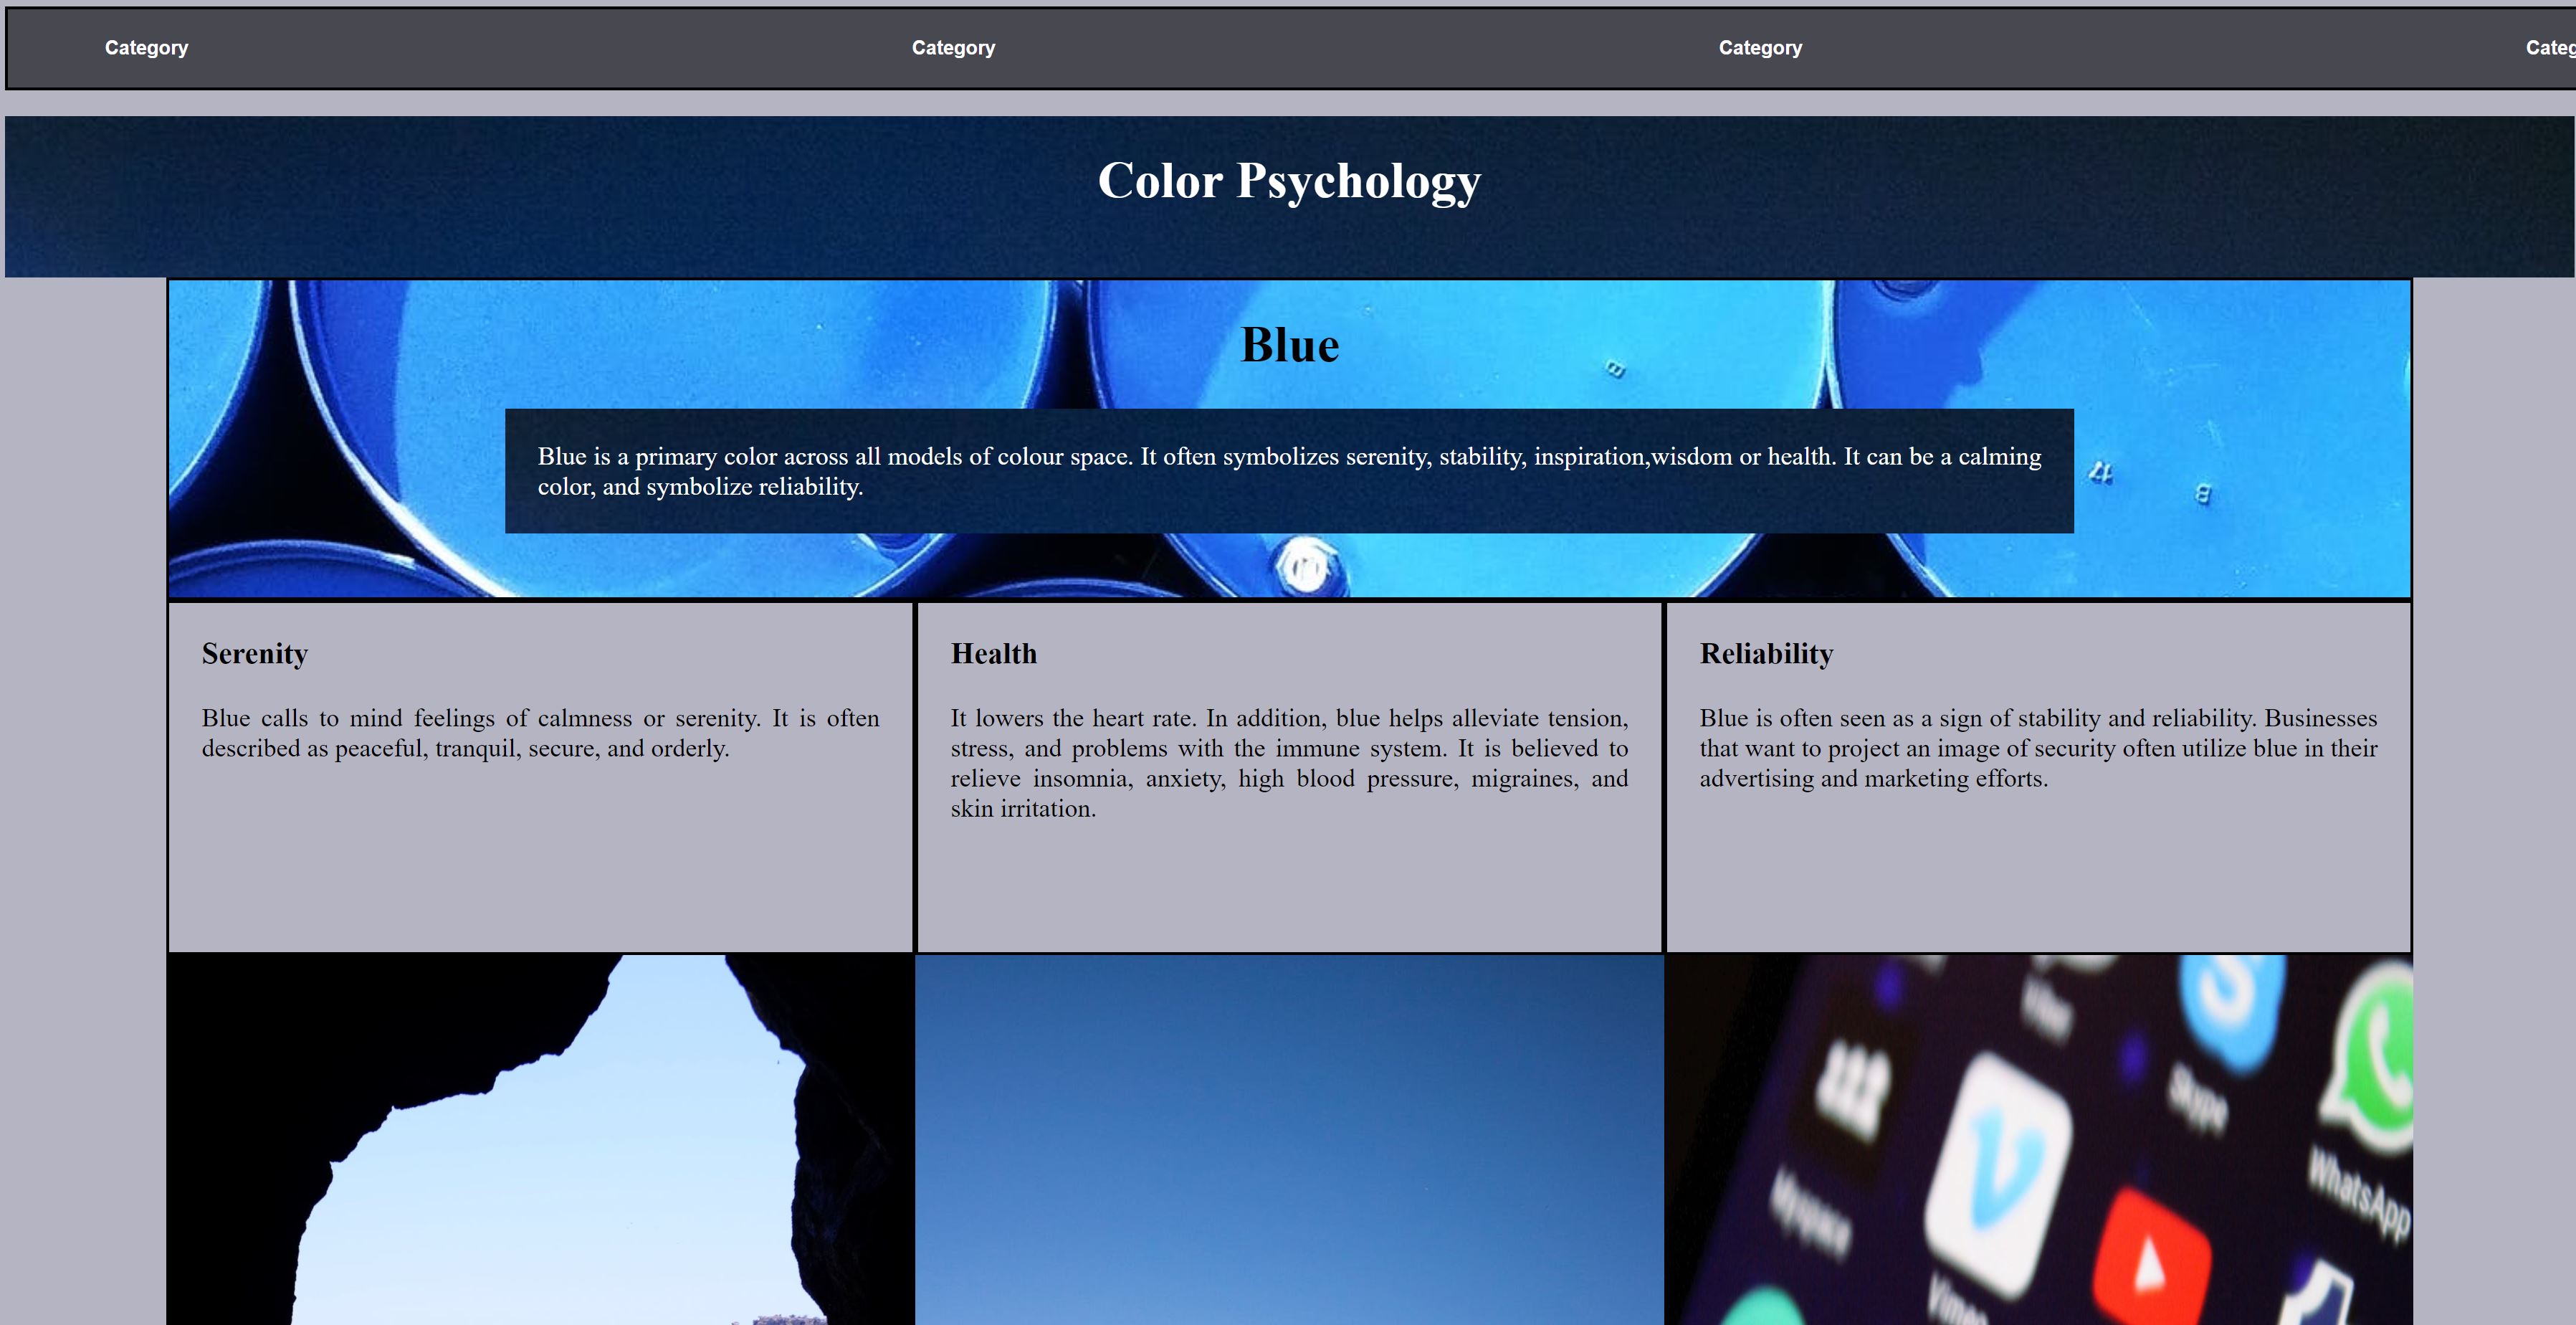 Category Category Category Categ
Color Psychology
Blue
Blue is a primary color across all models of colour space. It often symbolizes serenity, stability, inspiration,wisdom or health. It can be a calming
color, and symbolize reliability.
Serenity
Blue calls to mind feelings of calmness or serenity. It is often
described as peaceful, tranquil, secure, and orderly.
Health
It lowers the heart rate. In addition, blue helps alleviate tension,
stress, and problems with the immune system. It is believed to
relieve insomnia, anxiety, high blood pressure, migraines, and
skin irritation.
Reliability
Blue is often seen as a sign of stability and reliability. Businesses
that want to project an image of security often utilize blue in their
advertising and marketing efforts.
Viber
Skype
WhatsApp
Myspace
Vimeo